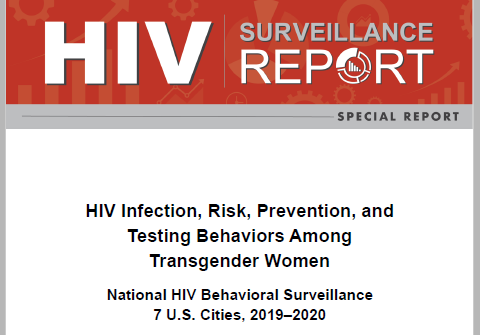 HIV SURVEILLANCE
REPORT
SPECIAL REPORT
HIV Infection, Risk, Prevention, and
Testing Behaviors Among
Transgender Women
National HIV Behavioral Surveillance
7 U.S. Cities, 2019–2020